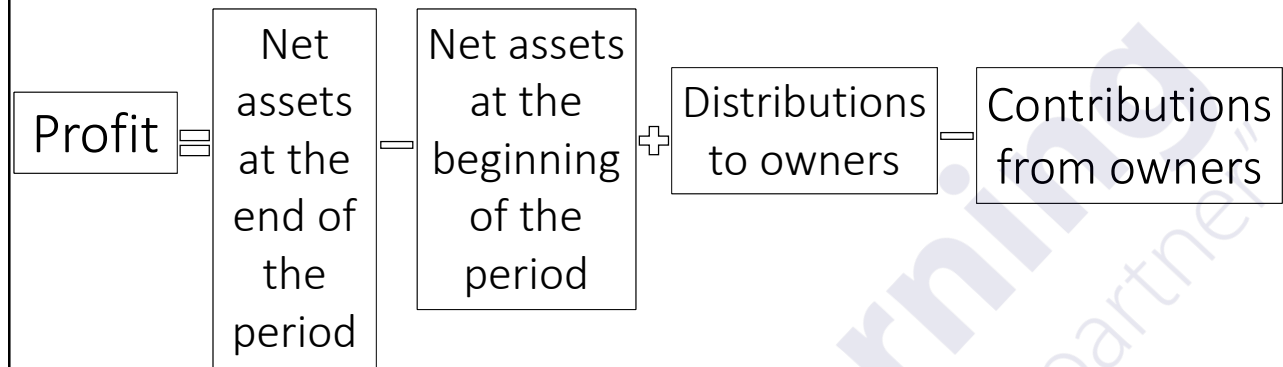 Profit
=
Net
assets
at the
end of
the
period
−
Net assets
at the
beginning
of the
period
+
Distributions
to owners
−
Contributions
from owners